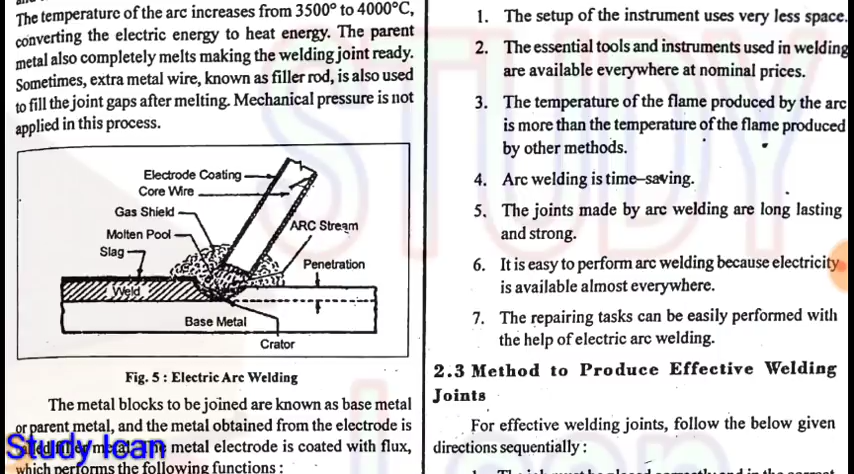 The temperature of the arc increases from 3500° to 4000°C,
converting the electric energy to heat energy. The parent
metal also completely melts making the welding joint ready.
Sometimes, extra metal wire, known as filler rod, is also used
to fill the joint gaps after melting. Mechanical pressure is not
applied in this process.
Electrode Coating
Core Wire
Gas Shield
Molten Pool
Slag
ARC Stream
Penetration
Weld
Base Metal
Crator
Fig. 5 : Electric Arc Welding
The metal blocks to be joined are known as base metal
or parent metal, and the metal obtained from the electrode is
metal electrode is coated with flux,
which performs the following functions :
Study Ican
1. The setup of the instrument uses very less space.
2. The essential tools and instruments used in welding
are available everywhere at nominal prices.
3. The temperature of the flame produced by the arc
is more than the temperature of the flame produced
by other methods.
4. Arc welding is time–saving.
5. The joints made by arc welding are long lasting
and strong.
6. It is easy to perform arc welding because electricity
is available almost everywhere.
7. The repairing tasks can be easily performed with
the help of electric arc welding.
2.3 Method to Produce Effective Welding
Joints
For effective welding joints, follow the below given
directions sequentially :
STUDY